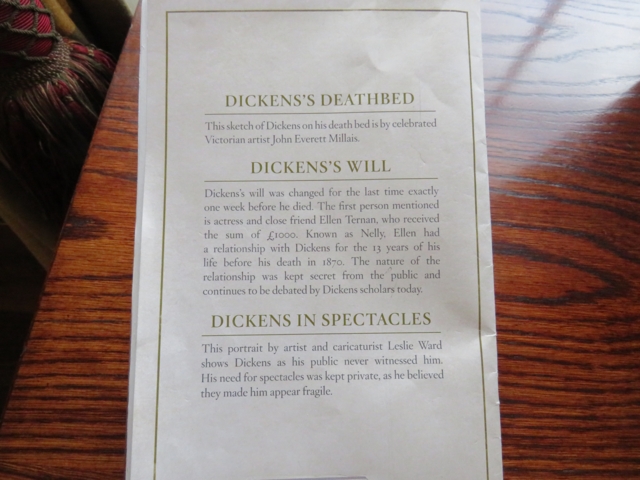 DICKENS'S DEATHBED
This sketch of Dickens on his death bed is by celebrated
Victorian artist John Everett Millais.
DICKENS'S WILL
Dickens's will was changed for the last time exactly
one week before he died. The first person mentioned
is actress and close friend Ellen Ternan, who received
the sum of £1000. Known as Nelly, Ellen had
a relationship with Dickens for the 13 years of his
life before his death in 1870. The nature of the
relationship was kept secret from the public and
continues to be debated by Dickens scholars today.
DICKENS IN SPECTACLES
This portrait by artist and caricaturist Leslie Ward
shows Dickens as his public never witnessed him.
His need for spectacles was kept private, as he believed
they made him appear fragile.